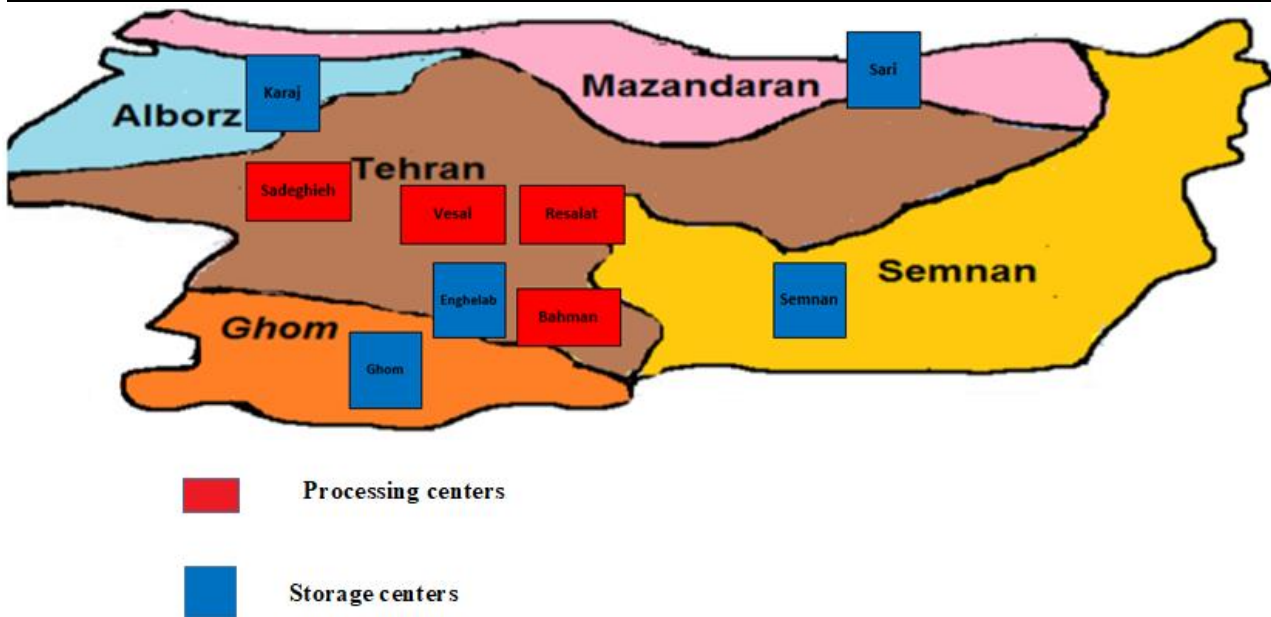 Karaj
Sari
Mazandaran
Alborz
Tehran
Sadeghieh
Vesal
Resalat
Semnan
Enghelab
Semnan
Bahman
Ghom
Ghom
Processing centers
Storage centers